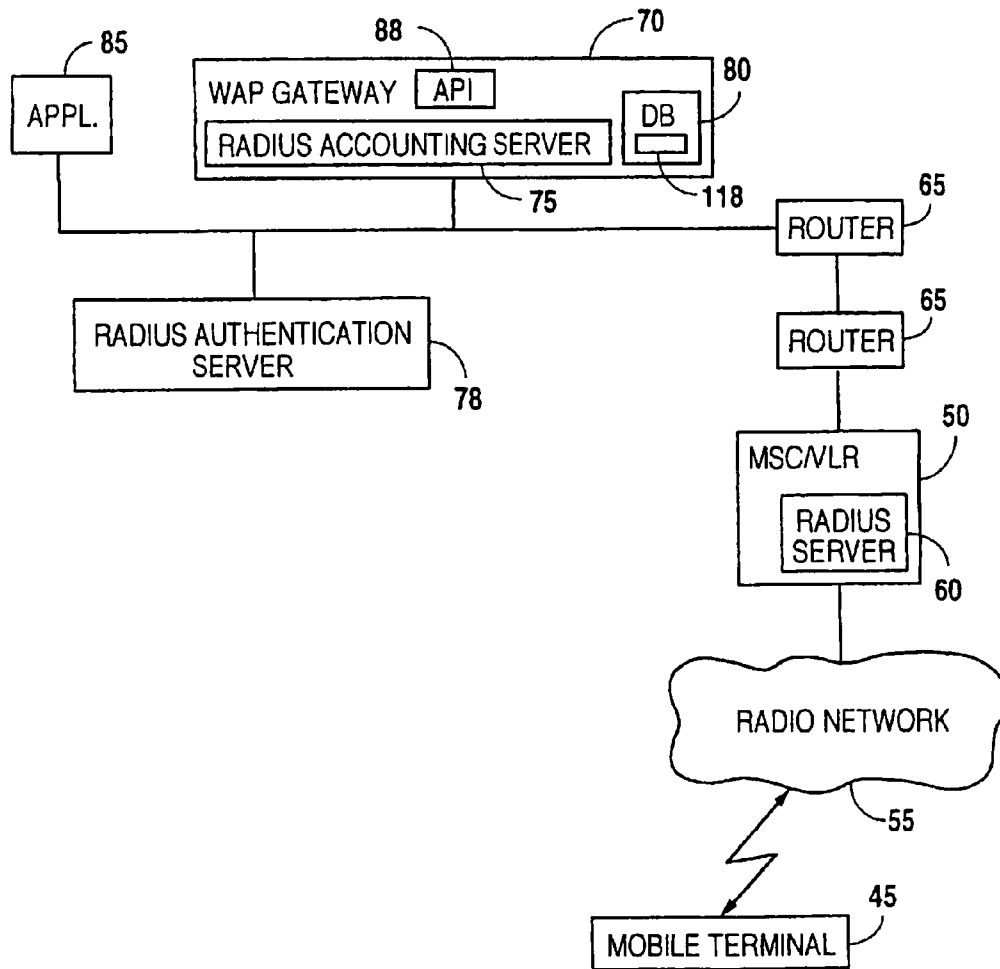 85
88
70
80
APPL.
WAP GATEWAY
API
DB
RADIUS ACCOUNTING SERVER
75
118
65
ROUTER
65
ROUTER
RADIUS AUTHENTICATION
SERVER
78
50
MSC/VLR
RADIUS
SERVER
60
RADIO NETWORK
55
45
MOBILE TERMINAL